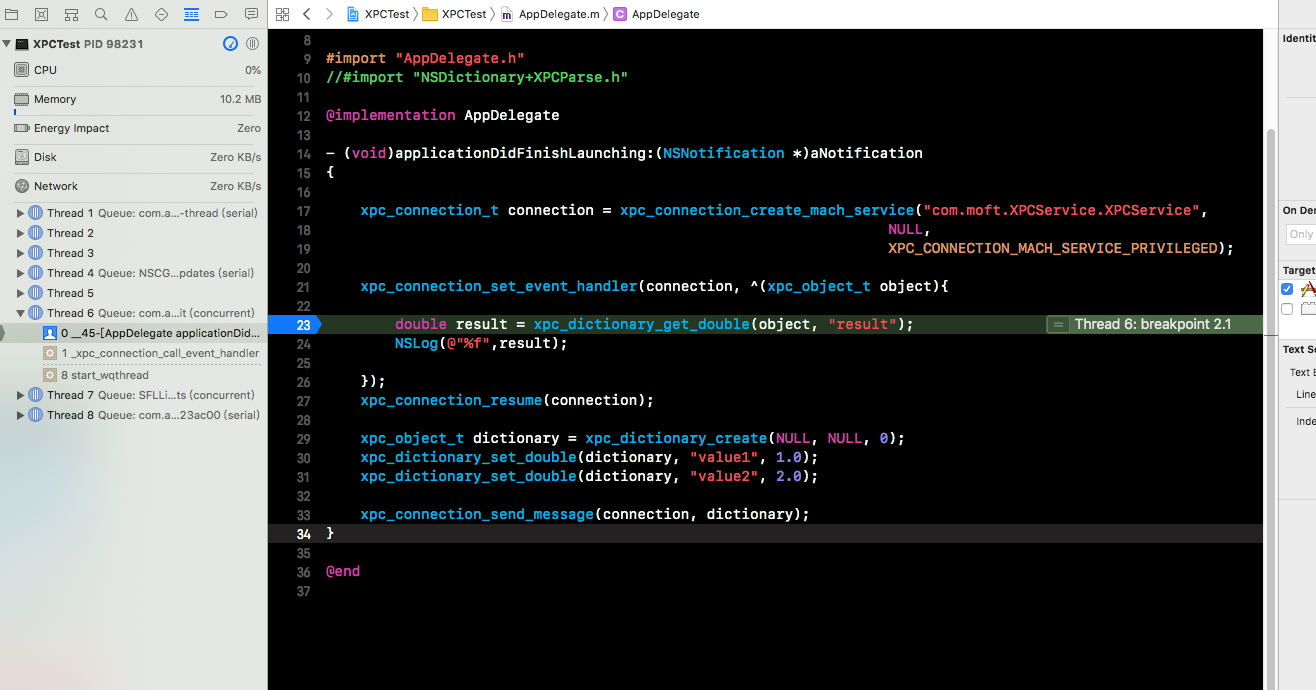 XPCTest
XPCTest
AppDelegate.m
AppDelegate
XPCTest PID 98231
CPU 0%
Memory 10.2 MB
Energy Impact Zero
Disk Zero KB/s
Network Zero KB/s
Thread 1 Queue: com.a...-thread (serial)
Thread 2
Thread 3
Thread 4 Queue: NSCG...pdates (serial)
Thread 5
Thread 6 Queue: com.a...it (concurrent)
0 __45-[AppDelegate applicationDid...
1 _xpc_connection_call_event_handler
8 start_wqthread
Thread 7 Queue: SFLLi...ts (concurrent)
Thread 8 Queue: com.a...23ac00 (serial)
8
9 #import "AppDelegate.h"
10 //#import "NSDictionary+XPCParse.h"
11
12 @implementation AppDelegate
13
14 - (void)applicationDidFinishLaunching:(NSNotification *)aNotification
15 {
16
17 xpc_connection_t connection = xpc_connection_create_mach_service("com.moft.XPCService.XPCService",
18 NULL,
19 XPC_CONNECTION_MACH_SERVICE_PRIVILEGED);
20
21 xpc_connection_set_event_handler(connection, ^(xpc_object_t object){
22
23 double result = xpc_dictionary_get_double(object, "result"); = Thread 6: breakpoint 2.1
24 NSLog(@"%f",result);
25
26 });
27 xpc_connection_resume(connection);
28
29 xpc_object_t dictionary = xpc_dictionary_create(NULL, NULL, 0);
30 xpc_dictionary_set_double(dictionary, "value1", 1.0);
31 xpc_dictionary_set_double(dictionary, "value2", 2.0);
32
33 xpc_connection_send_message(connection, dictionary);
34 }
35
36 @end
37
Identit
On Der
Only
Target
Text Se
Text E
Line
Inde